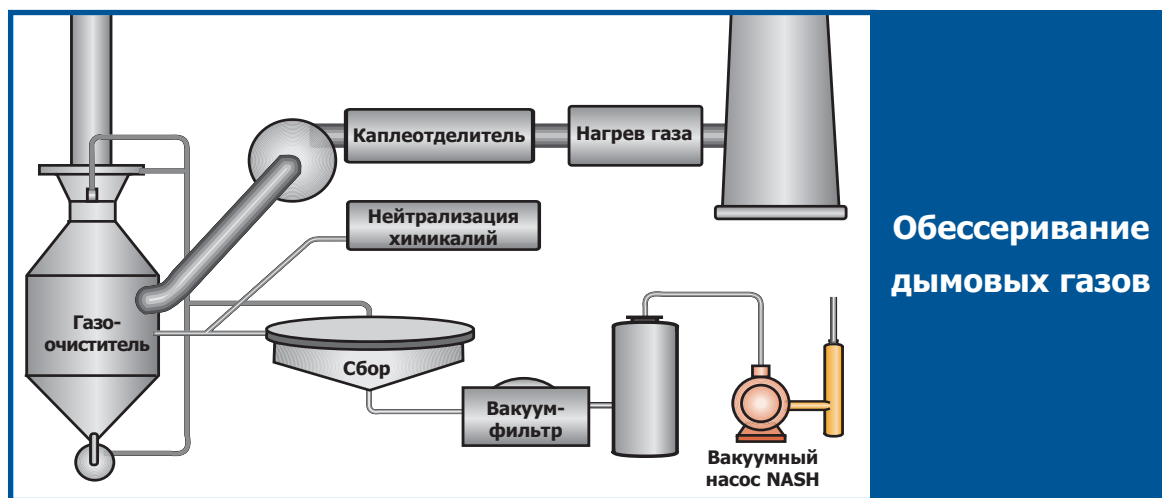 Каплеотделитель
Нагрев газа
Нейтрализация
химикалий
Газо-
очиститель
Сбор
Вакуум-
фильтр
Вакуумный
насос NASH
Обессеривание
дымовых газов